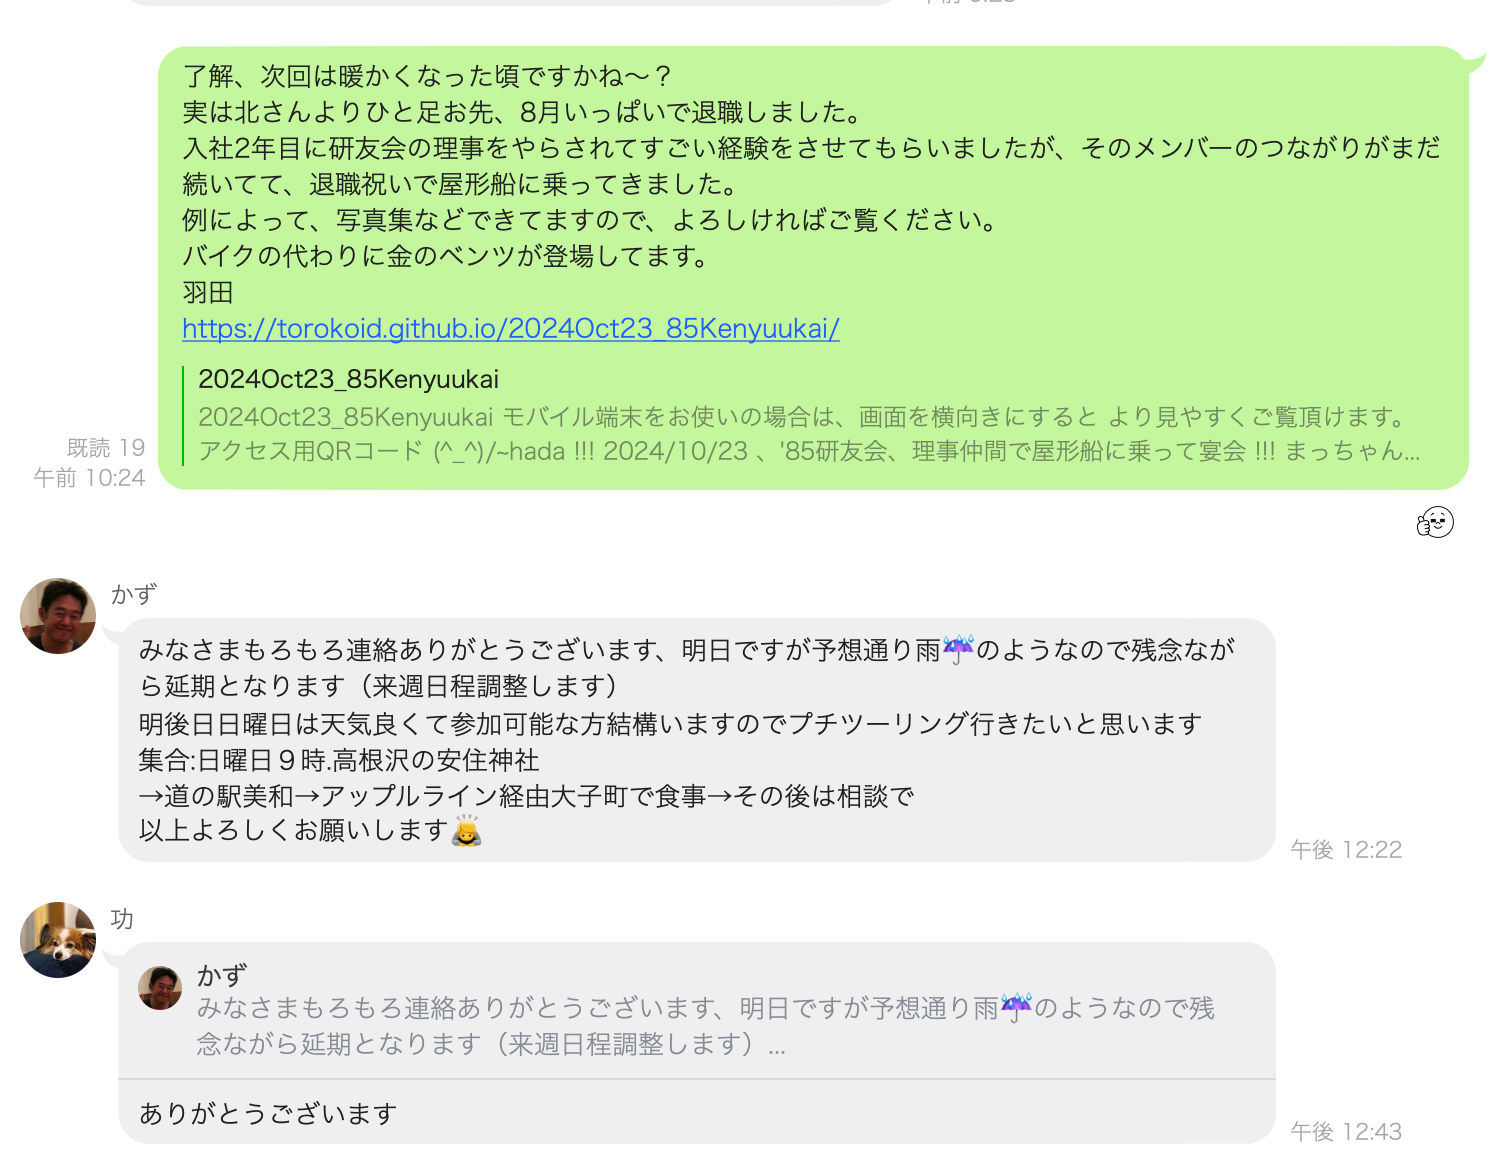 了解、次回は暖かくなった頃ですかね〜？
実は北さんよりひと足お先、8月いっぱいで退職しました。
入社2年目に研友会の理事をやらされてすごい経験をさせてもらいましたが、そのメンバーのつながりがまだ
続いてて、退職祝いで屋形船に乗ってきました。
例によって、写真集などできてますので、よろしければご覧ください。
バイクの代わりに金のベンツが登場してます。
羽田
https://torokoid.github.io/2024Oct23_85Kenyuukai/
2024Oct23_85Kenyuukai
2024Oct23_85Kenyuukai モバイル端末をお使いの場合は、画面を横向きにすると より見やすくご覧頂けます。
アクセス用QRコード (^_^)/~hada !!! 2024/10/23 、'85研友会、理事仲間で屋形船に乗って宴会 !!! まっちゃん...
既読 19
午前 10:24
かず
みなさまもろもろ連絡ありがとうございます、明日ですが予想通り雨☔のようなので残念なが
ら延期となります（来週日程調整します）
明後日日曜日は天気良くて参加可能な方結構いますのでプチツーリング行きたいと思います
集合:日曜日９時.高根沢の安住神社
→道の駅美和→アップルライン経由大子町で食事→その後は相談で
以上よろしくお願いします🙇
午後 12:22
功
かず
みなさまもろもろ連絡ありがとうございます、明日ですが予想通り雨☔のようなので残
念ながら延期となります（来週日程調整します）...
ありがとうございます
午後 12:43